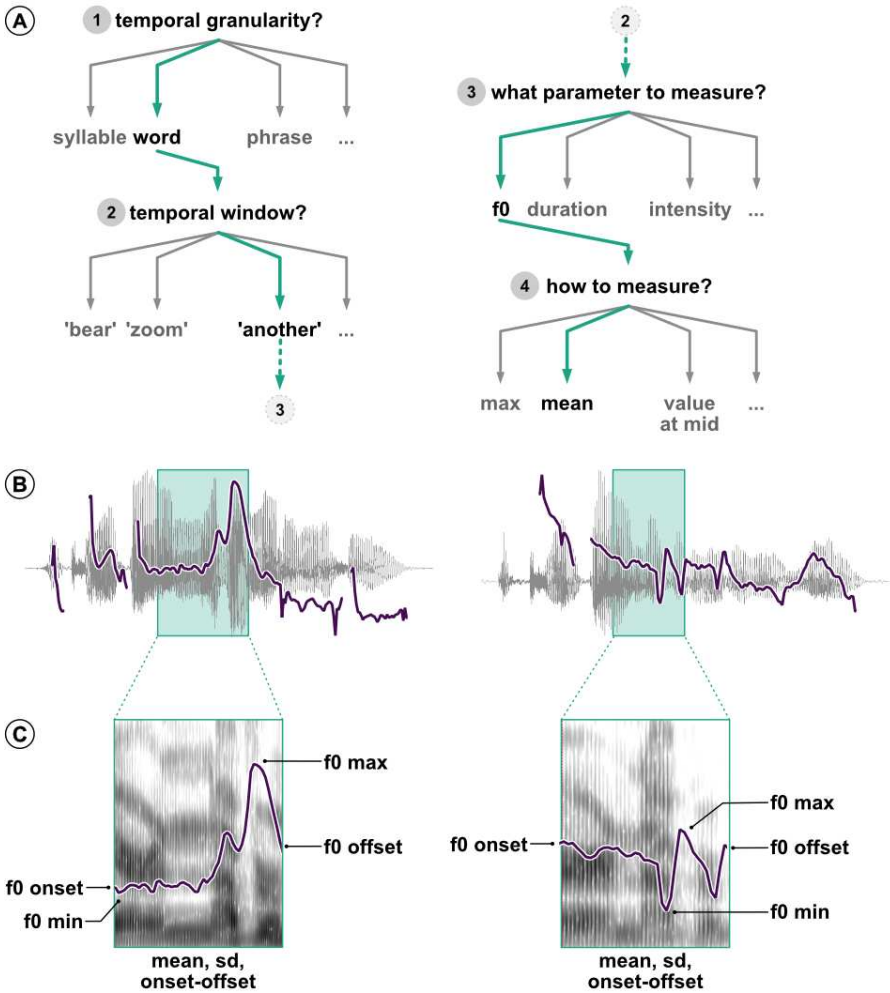 A
1 temporal granularity?
syllable word phrase ...
2 temporal window?
'bear' 'zoom' 'another' ...
3
2
3 what parameter to measure?
f0 duration intensity ...
4 how to measure?
max mean value at mid ...
B
C
f0 max
f0 offset
f0 onset
f0 min
mean, sd,
onset-offset
f0 max
f0 onset
f0 offset
f0 min
mean, sd,
onset-offset